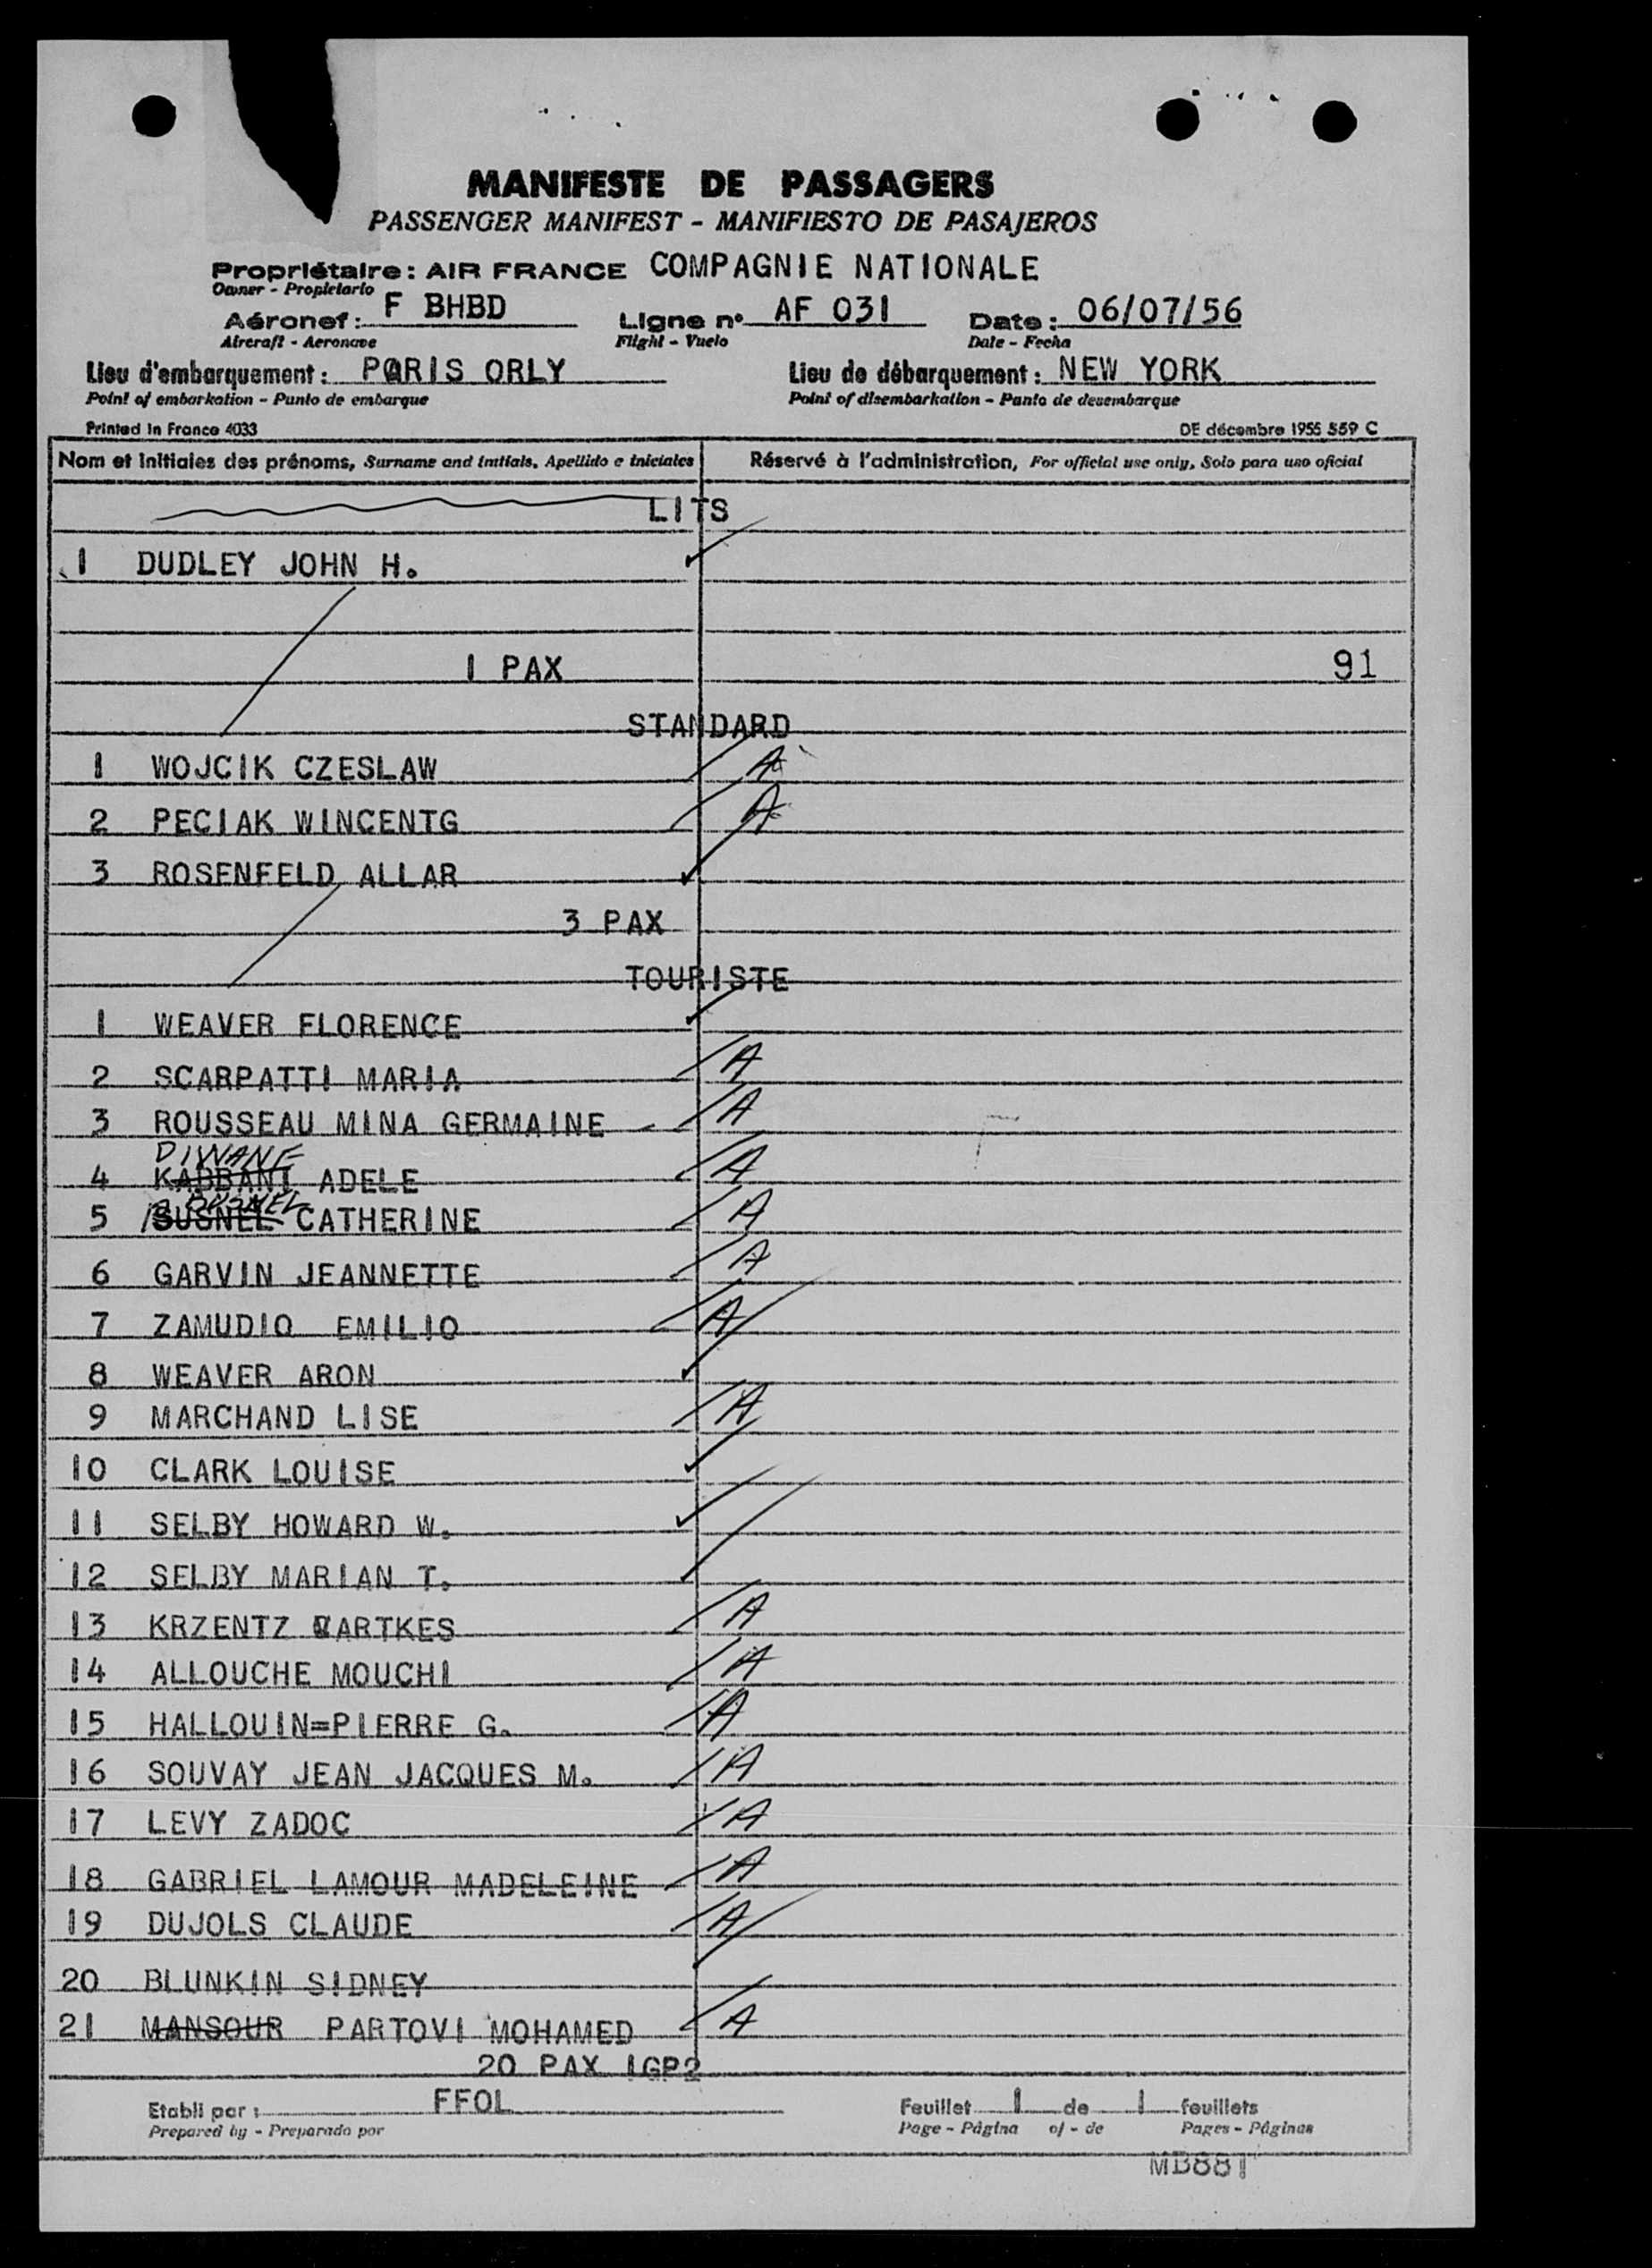 MANIFESTE DE PASSAGERS
PASSENGER MANIFEST - MANIFIESTO DE PASAJEROS
Propriétaire: AIR FRANCE COMPAGNIE NATIONALE
Owner - Propietario
Aéronef: F BHBD Ligne n° AF 031 Date: 06/07/56
Aircraft - Aeronave Flight - Vuelo Date - Fecha
Lieu d'embarquement: PARIS ORLY Lieu de débarquement: NEW YORK
Point of embarkation - Punto de embarque Point of disembarkation - Punto de desembarque
Printed in France 4033 DE décembre 1955 559 C
Nom et initiales des prénoms, Surname and initials, Apellido e iniciales Réservé à l'administration, For official use only, Solo para uso oficial
LITS
1 DUDLEY JOHN H.
1 PAX 91
STANDARD
1 WOJCIK CZESLAW A
2 PECIAK WINCENTG A
3 ROSENFELD ALLAR
3 PAX
TOURISTE
1 WEAVER FLORENCE
2 SCARPATTI MARIA A
3 ROUSSEAU MINA GERMAINE A
DIWANE
4 KABBANI ADELE A
BUSNEL
5 SUSNEL CATHERINE A
6 GARVIN JEANNETTE A
7 ZAMUDIO EMILIO A
8 WEAVER ARON
9 MARCHAND LISE A
10 CLARK LOUISE
11 SELBY HOWARD W.
12 SELBY MARIAN T.
13 KRZENTZ VARTKES A
14 ALLOUCHE MOUCHI A
15 HALLOUIN=PIERRE G. A
16 SOUVAY JEAN JACQUES M. A
17 LEVY ZADOC A
18 GABRIEL LAMOUR MADELEINE A
19 DUJOLS CLAUDE A
20 BLUNKIN SIDNEY
21 MANSOUR PARTOVI MOHAMED A
20 PAX 1GP2
Etabli par: FFOL Feuillet 1 de 1 feuillets
Prepared by - Preparado por Page - Página of - de Pages - Páginas
MB881